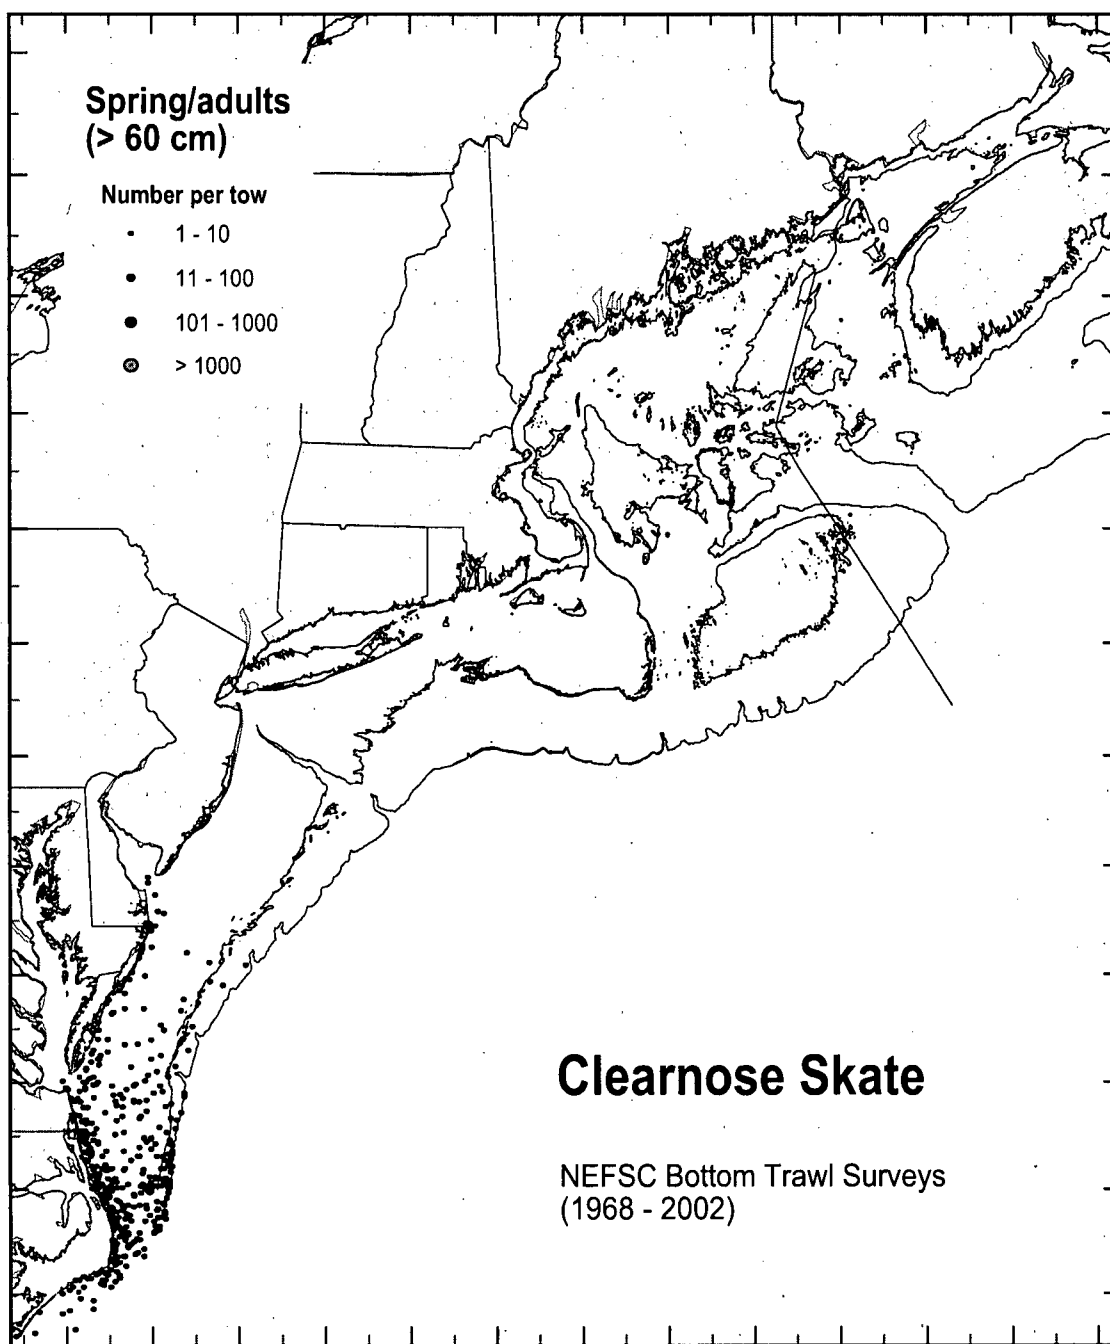 Spring/adults
(> 60 cm)
Number per tow
1 - 10
11 - 100
101 - 1000
> 1000
Clearnose Skate
NEFSC Bottom Trawl Surveys
(1968 - 2002)